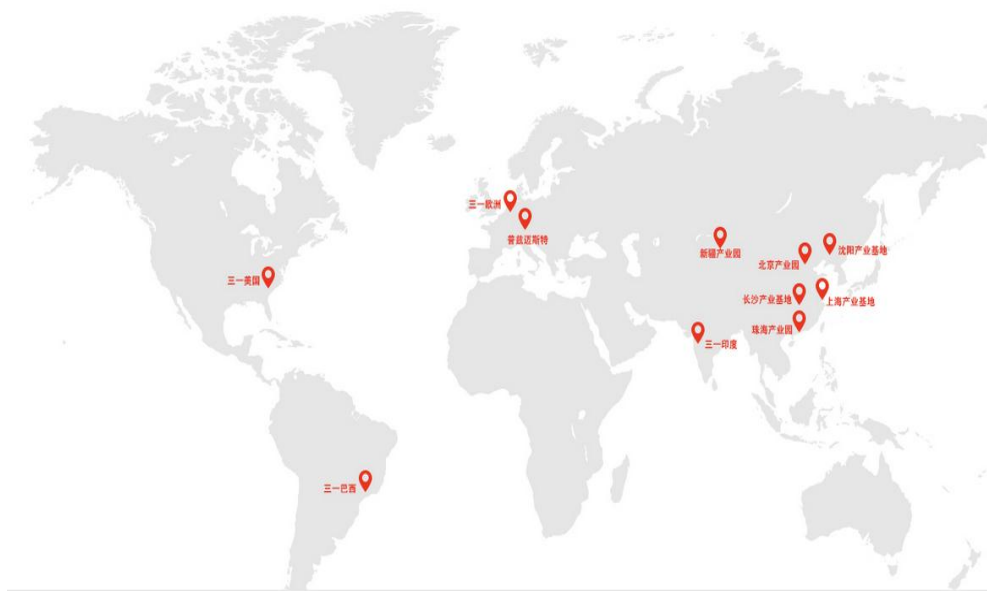 三一欧洲
普兹迈斯特
新疆产业园
沈阳产业基地
北京产业园
三一美国
长沙产业基地
上海产业基地
珠海产业园
三一印度
三一巴西